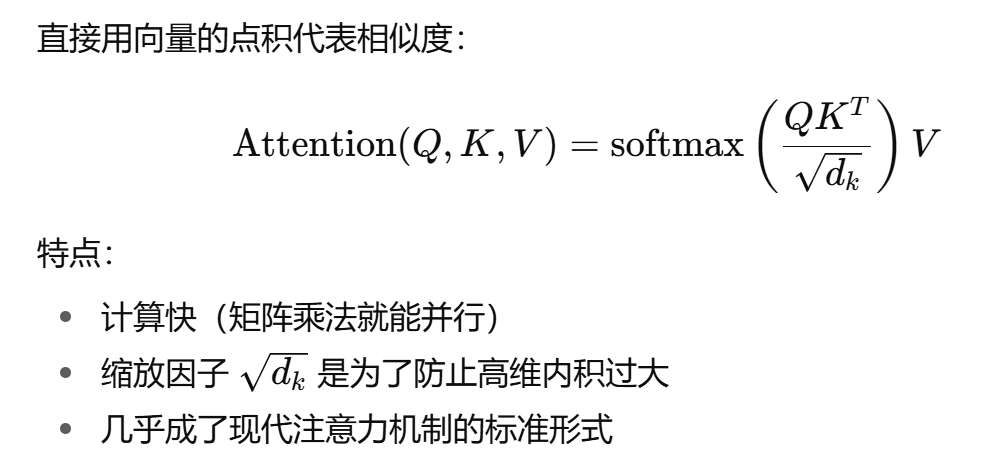 直接用向量的点积代表相似度：
Attention(Q, K, V) = softmax(QK^T / √d_k) V
特点：
• 计算快（矩阵乘法就能并行）
• 缩放因子 √d_k 是为了防止高维内积过大
• 几乎成了现代注意力机制的标准形式